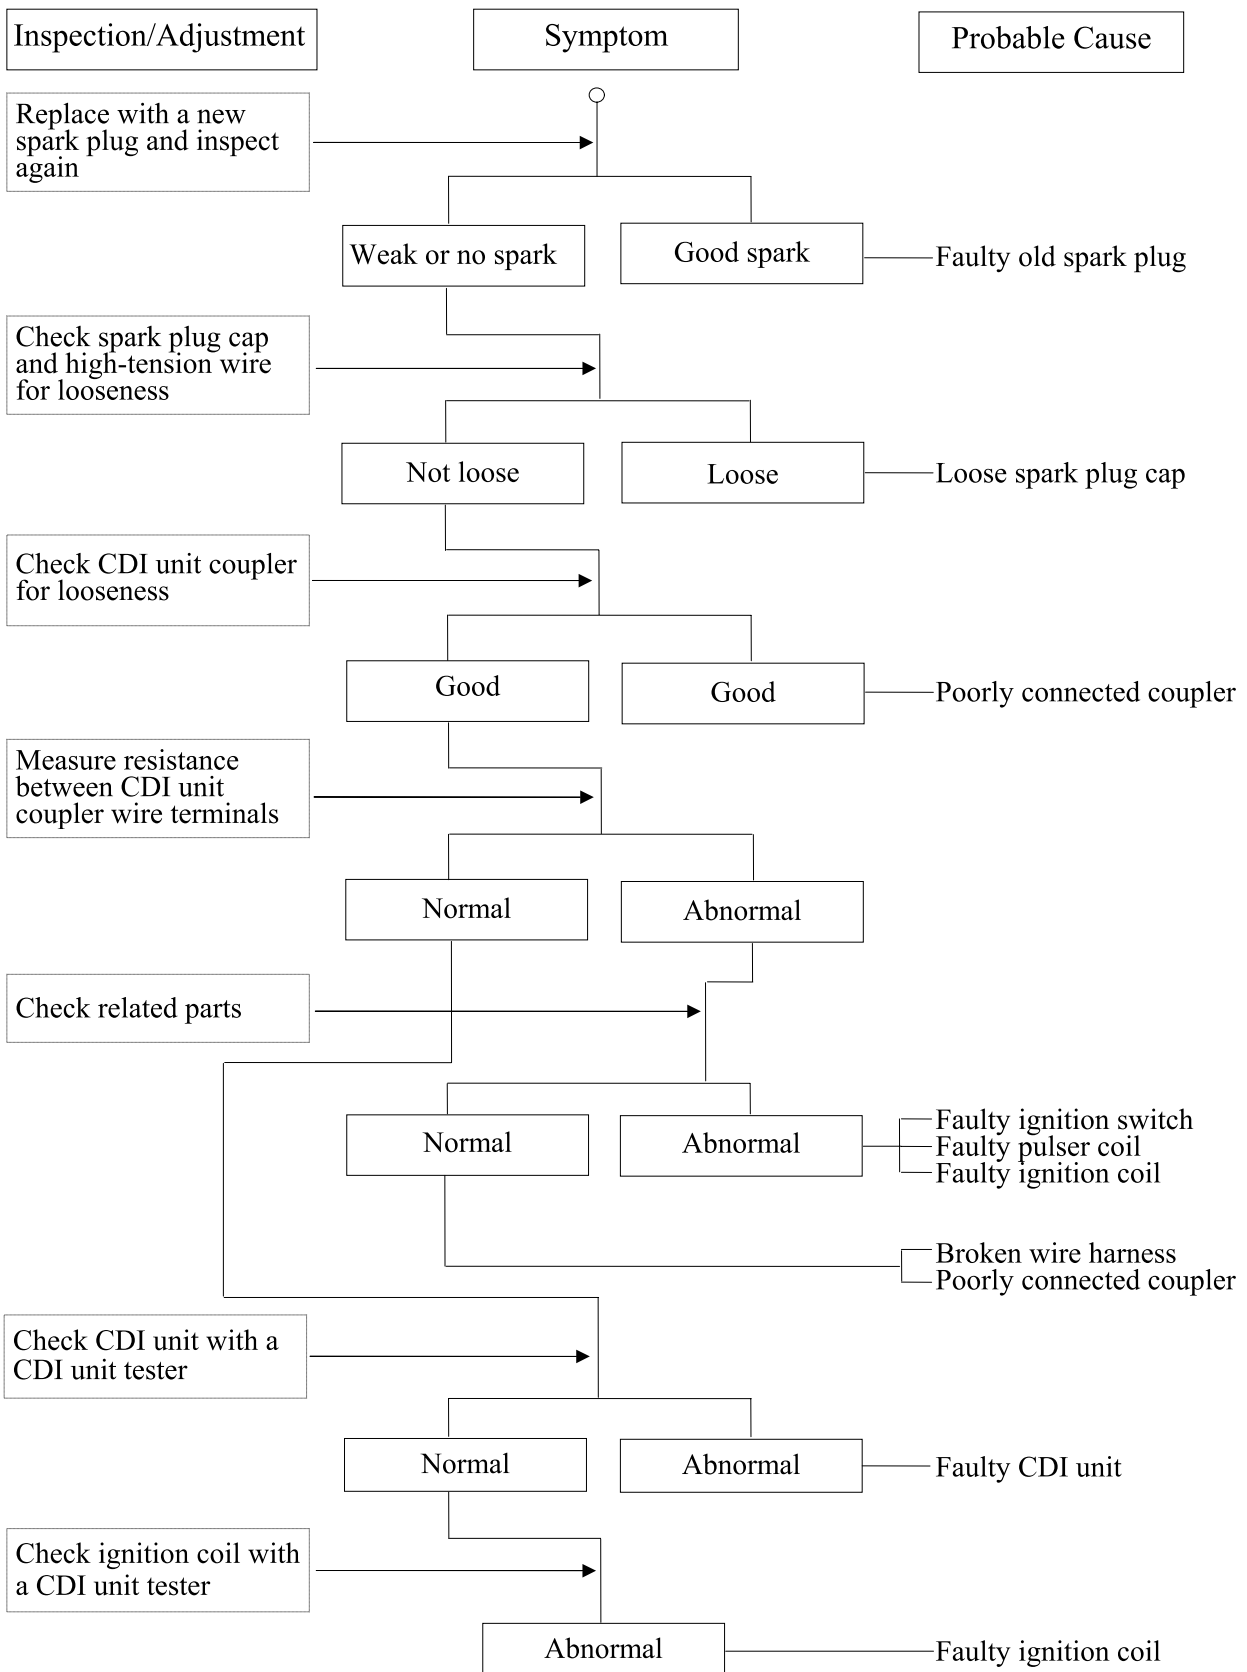 Inspection/Adjustment
Symptom
Probable Cause
Replace with a new
spark plug and inspect
again
Weak or no spark
Good spark
Faulty old spark plug
Check spark plug cap
and high-tension wire
for looseness
Not loose
Loose
Loose spark plug cap
Check CDI unit coupler
for looseness
Good
Good
Poorly connected coupler
Measure resistance
between CDI unit
coupler wire terminals
Normal
Abnormal
Check related parts
Normal
Abnormal
Faulty ignition switch
Faulty pulser coil
Faulty ignition coil
Broken wire harness
Poorly connected coupler
Check CDI unit with a
CDI unit tester
Normal
Abnormal
Faulty CDI unit
Check ignition coil with
a CDI unit tester
Abnormal
Faulty ignition coil